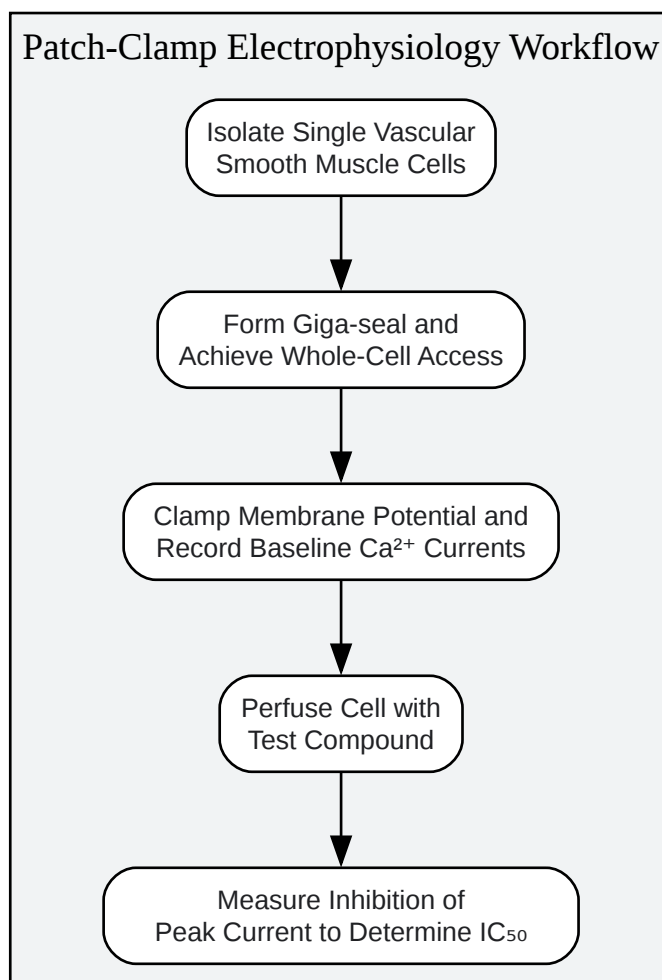 Patch-Clamp Electrophysiology Workflow
Isolate Single Vascular
Smooth Muscle Cells
Form Giga-seal and
Achieve Whole-Cell Access
Clamp Membrane Potential and
Record Baseline Ca²⁺ Currents
Perfuse Cell with
Test Compound
Measure Inhibition of
Peak Current to Determine IC₅₀